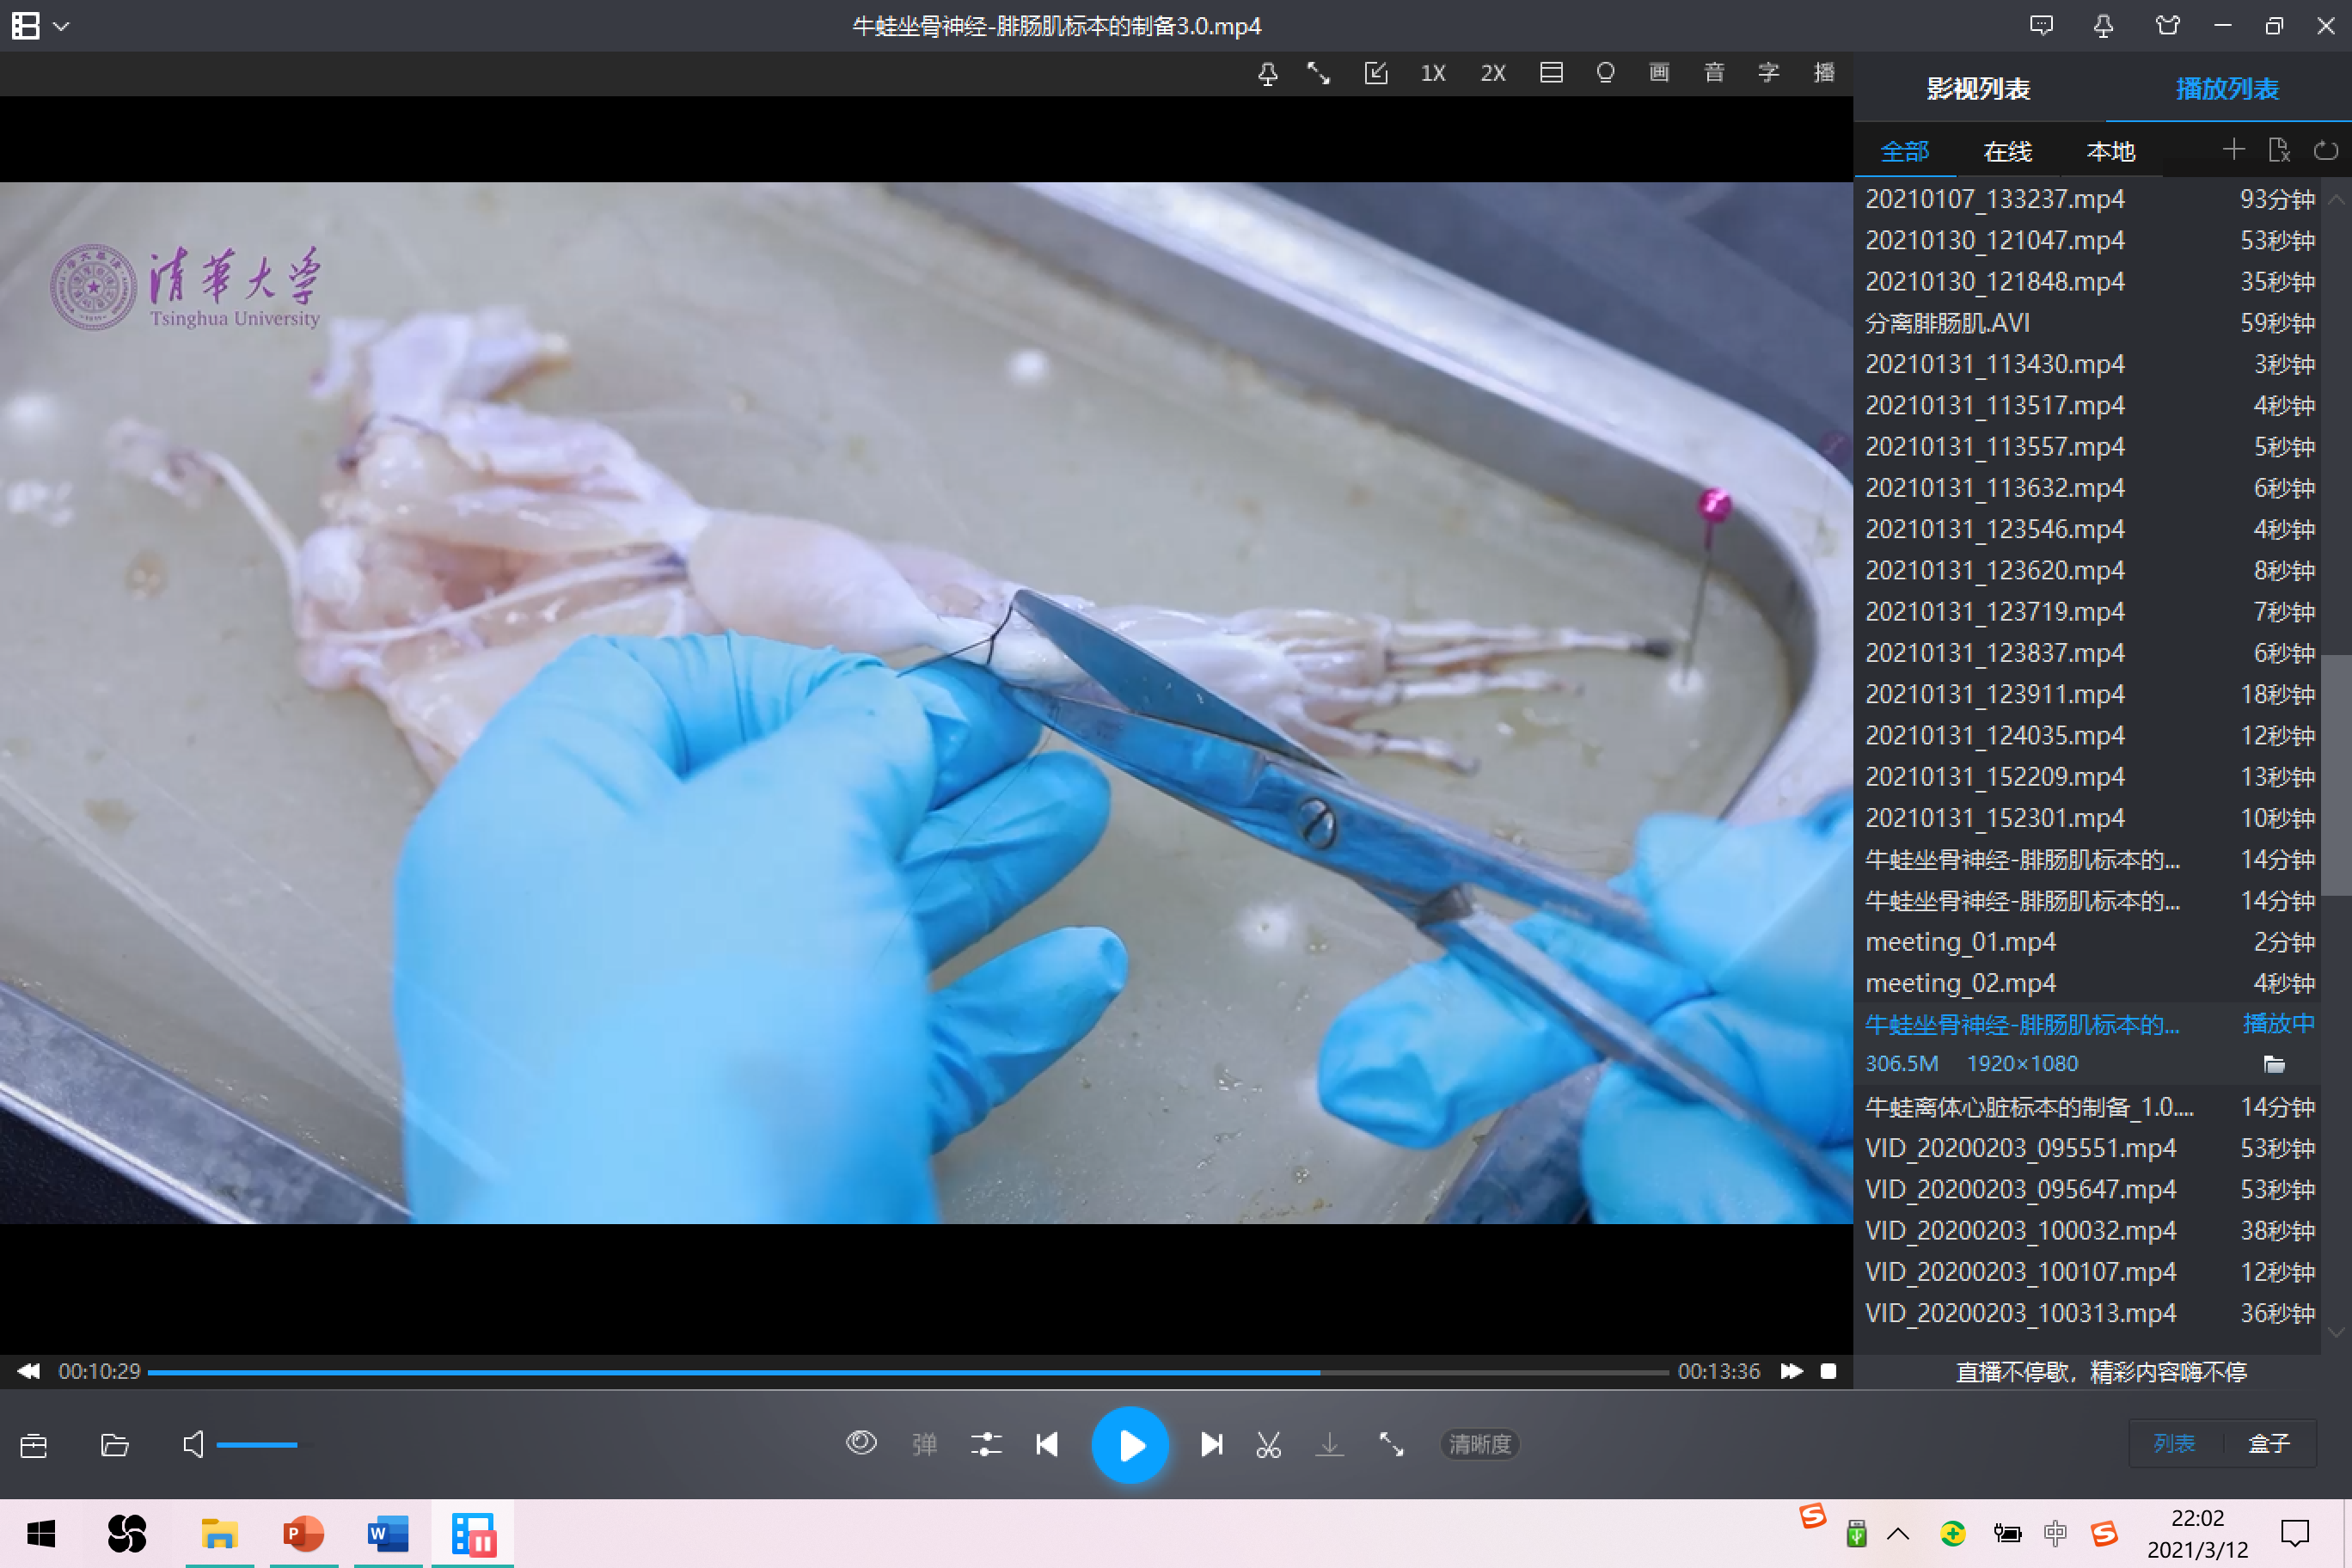 牛蛙坐骨神经-腓肠肌标本的制备3.0.mp4
1X 2X 画 音 字 播
影视列表 播放列表
全部 在线 本地
清华大学
Tsinghua University
20210107_133237.mp4 93分钟
20210130_121047.mp4 53秒钟
20210130_121848.mp4 35秒钟
分离腓肠肌.AVI 59秒钟
20210131_113430.mp4 3秒钟
20210131_113517.mp4 4秒钟
20210131_113557.mp4 5秒钟
20210131_113632.mp4 6秒钟
20210131_123546.mp4 4秒钟
20210131_123620.mp4 8秒钟
20210131_123719.mp4 7秒钟
20210131_123837.mp4 6秒钟
20210131_123911.mp4 18秒钟
20210131_124035.mp4 12秒钟
20210131_152209.mp4 13秒钟
20210131_152301.mp4 10秒钟
牛蛙坐骨神经-腓肠肌标本的... 14分钟
牛蛙坐骨神经-腓肠肌标本的... 14分钟
meeting_01.mp4 2分钟
meeting_02.mp4 4秒钟
牛蛙坐骨神经-腓肠肌标本的... 播放中
306.5M 1920×1080
牛蛙离体心脏标本的制备_1.0.... 14分钟
VID_20200203_095551.mp4 53秒钟
VID_20200203_095647.mp4 53秒钟
VID_20200203_100032.mp4 38秒钟
VID_20200203_100107.mp4 12秒钟
VID_20200203_100313.mp4 36秒钟
00:10:29 00:13:36
直播不停歇，精彩内容嗨不停
弹 清晰度
列表 盒子
P W 中 S
22:02
2021/3/12